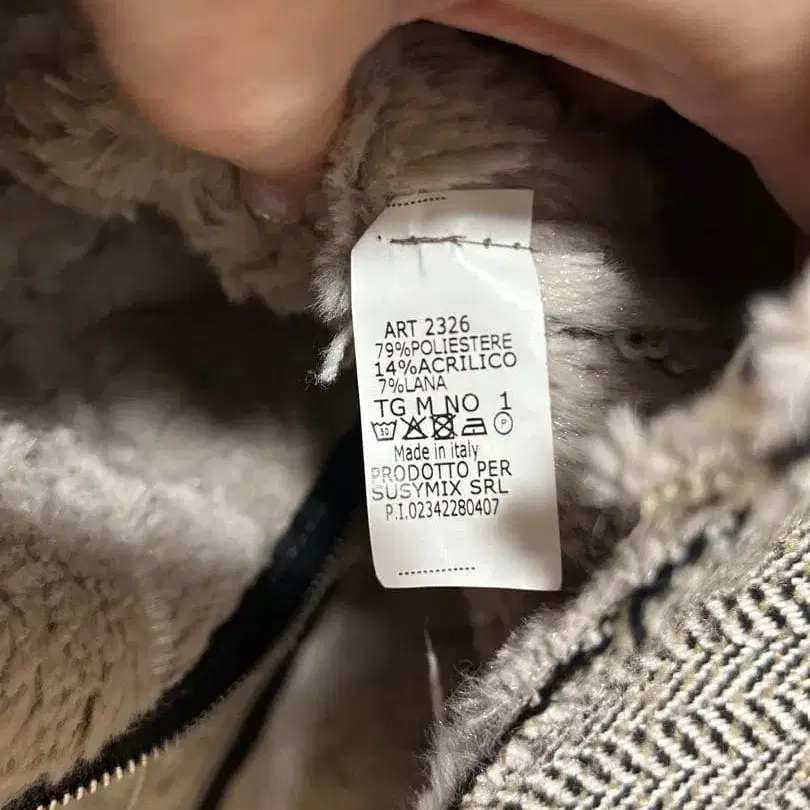 ART 2326
79%POLIESTERE
14%ACRILICO
7%LANA
TG M NO 1
30 P
Made in italy
PRODOTTO PER
SUSYMIX SRL
P.I.02342280407